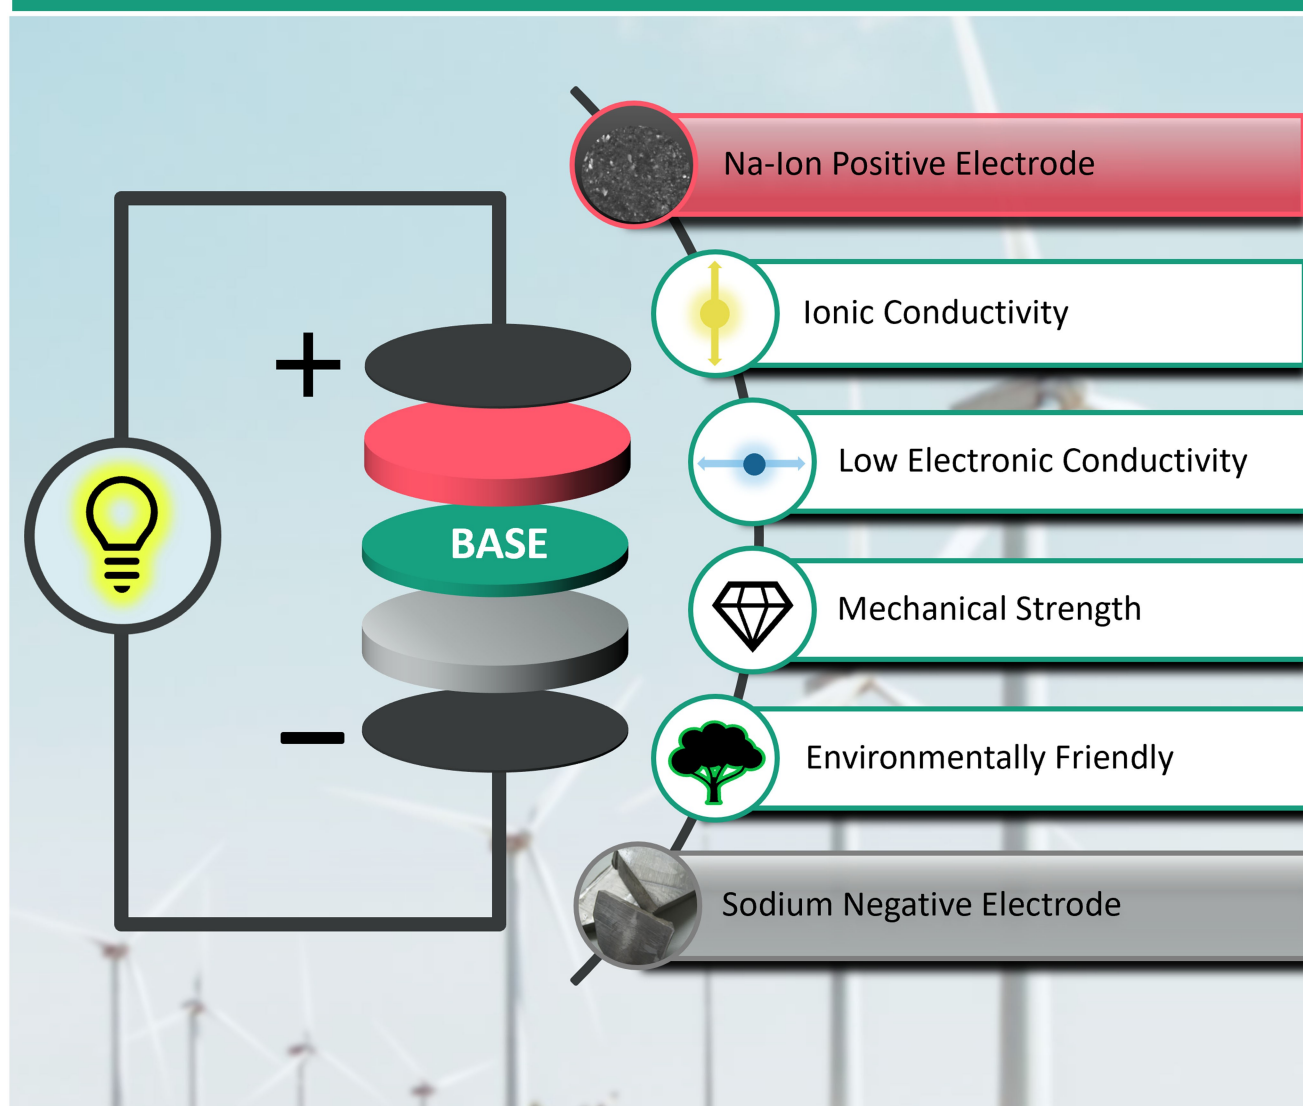 Na-Ion Positive Electrode
Ionic Conductivity
+
Low Electronic Conductivity
BASE
Mechanical Strength
−
Environmentally Friendly
Sodium Negative Electrode